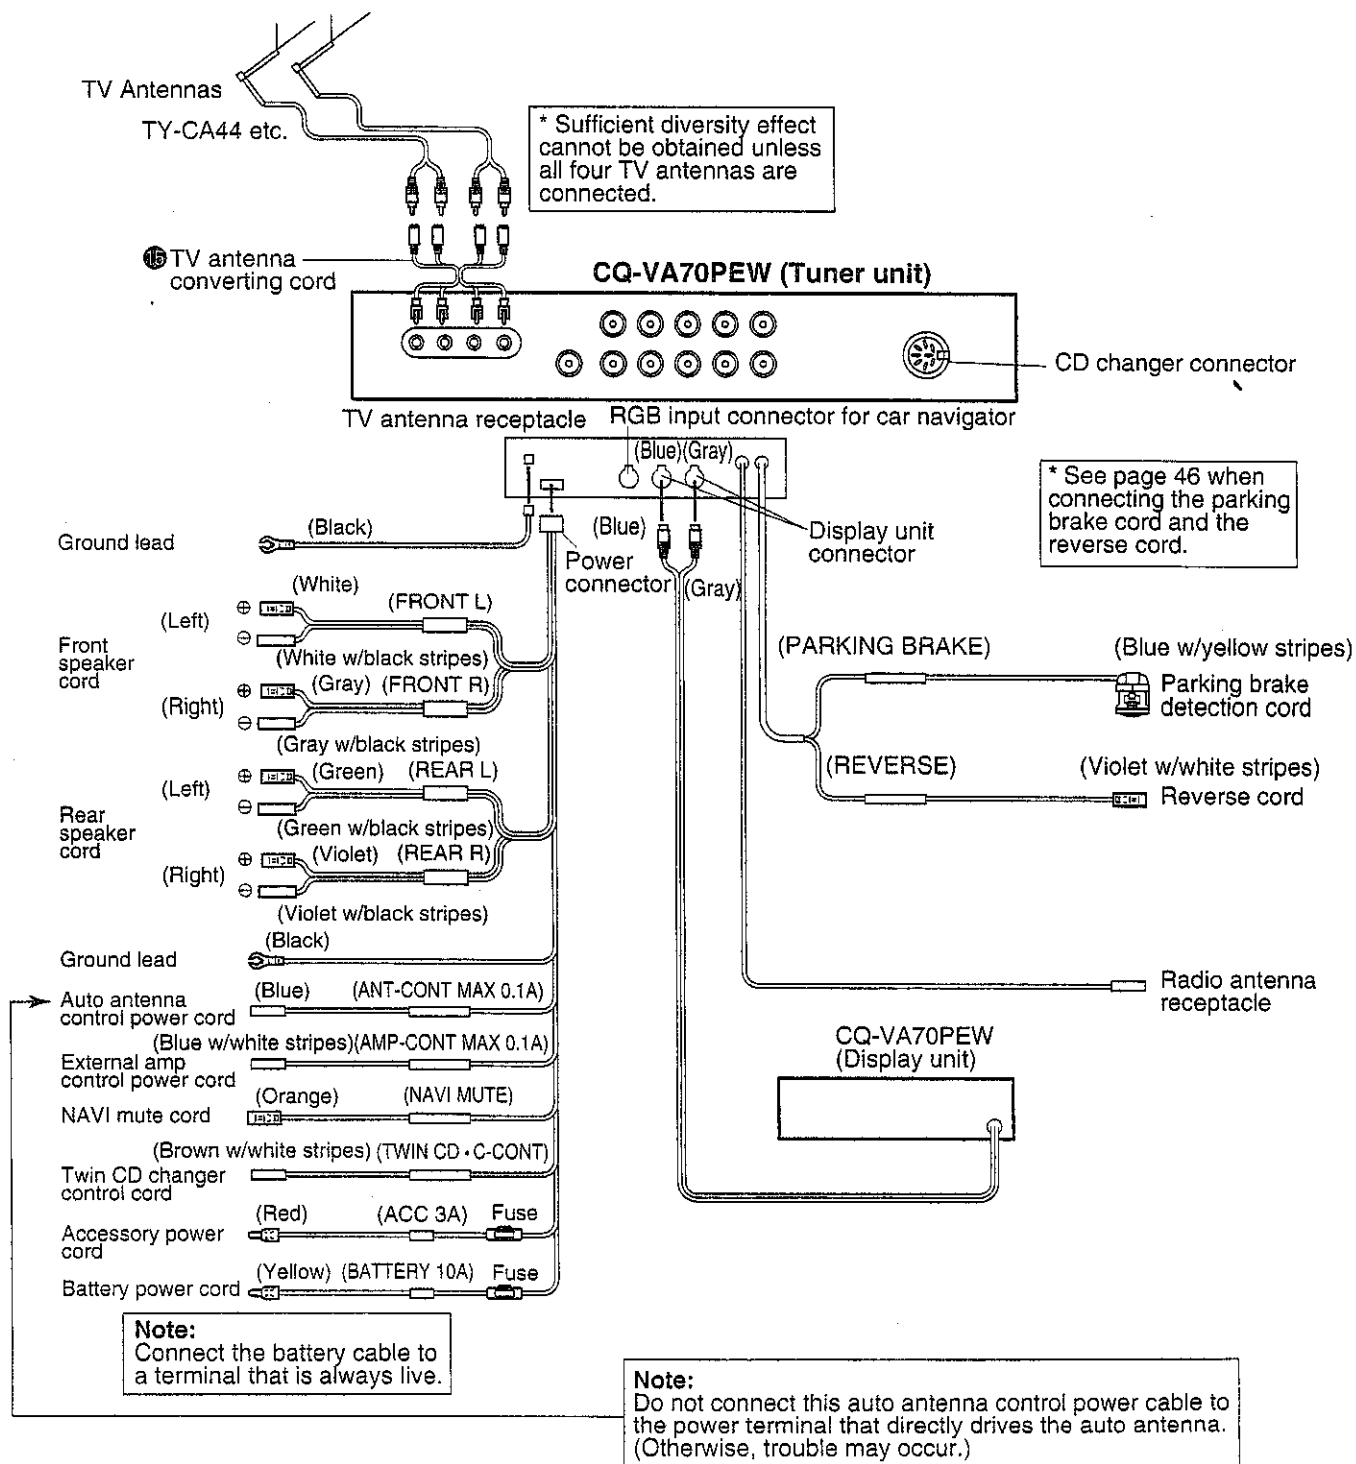 TV Antennas
TY-CA44 etc.
* Sufficient diversity effect
cannot be obtained unless
all four TV antennas are
connected.
⓯ TV antenna
converting cord
CQ-VA70PEW (Tuner unit)
CD changer connector
TV antenna receptacle
RGB input connector for car navigator
(Blue) (Gray)
* See page 46 when
connecting the parking
brake cord and the
reverse cord.
Ground lead
(Black)
(Blue)
Display unit
connector
Power
connector
(Gray)
Front
speaker
cord
(Left)
⊕
⊖
(White)
(FRONT L)
(White w/black stripes)
(Right)
⊕
⊖
(Gray) (FRONT R)
(Gray w/black stripes)
Rear
speaker
cord
(Left)
⊕
⊖
(Green) (REAR L)
(Green w/black stripes)
(Right)
⊕
⊖
(Violet) (REAR R)
(Violet w/black stripes)
(PARKING BRAKE)
(Blue w/yellow stripes)
Parking brake
detection cord
(REVERSE)
(Violet w/white stripes)
Reverse cord
Ground lead
(Black)
Auto antenna
control power cord
(Blue) (ANT-CONT MAX 0.1A)
External amp
control power cord
(Blue w/white stripes)(AMP-CONT MAX 0.1A)
NAVI mute cord
(Orange) (NAVI MUTE)
Twin CD changer
control cord
(Brown w/white stripes) (TWIN CD • C-CONT)
Accessory power
cord
(Red) (ACC 3A) Fuse
Battery power cord
(Yellow) (BATTERY 10A) Fuse
Radio antenna
receptacle
CQ-VA70PEW
(Display unit)
Note:
Connect the battery cable to
a terminal that is always live.
Note:
Do not connect this auto antenna control power cable to
the power terminal that directly drives the auto antenna.
(Otherwise, trouble may occur.)